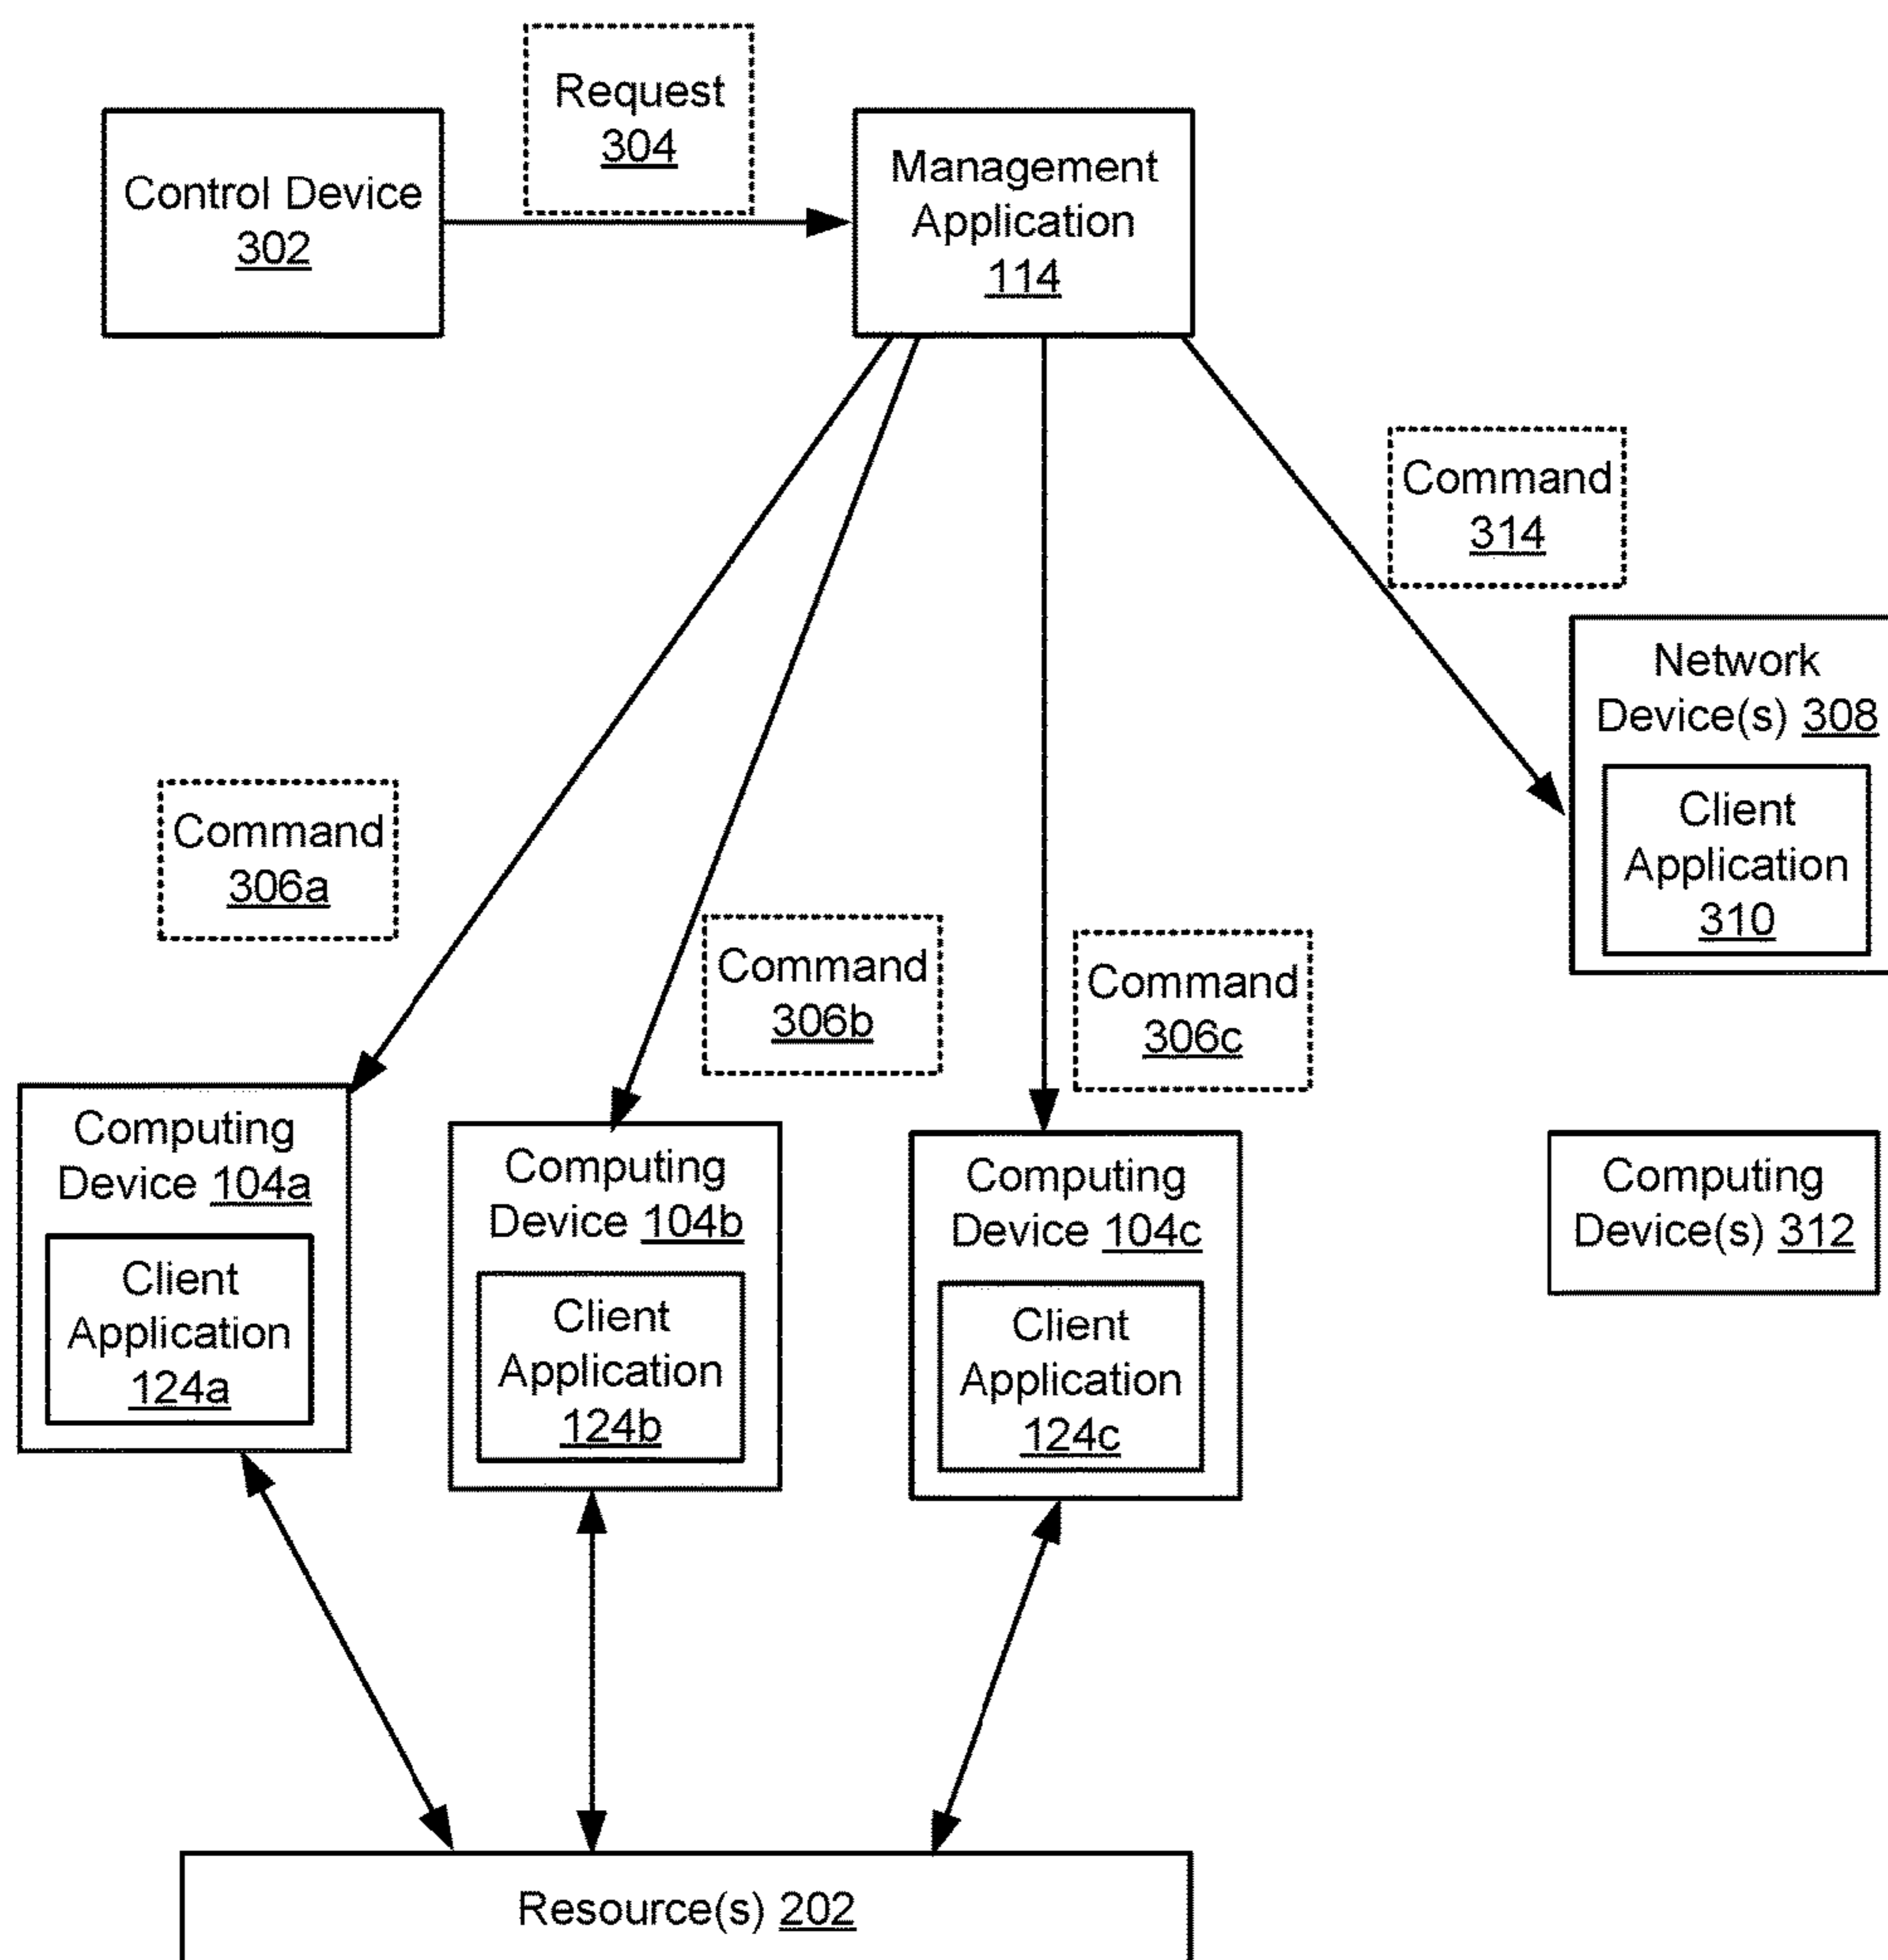 Request
304
Control Device
302
Management
Application
114
Command
314
Network
Device(s) 308
Client
Application
310
Command
306a
Command
306b
Command
306c
Computing
Device 104a
Client
Application
124a
Computing
Device 104b
Client
Application
124b
Computing
Device 104c
Client
Application
124c
Computing
Device(s) 312
Resource(s) 202